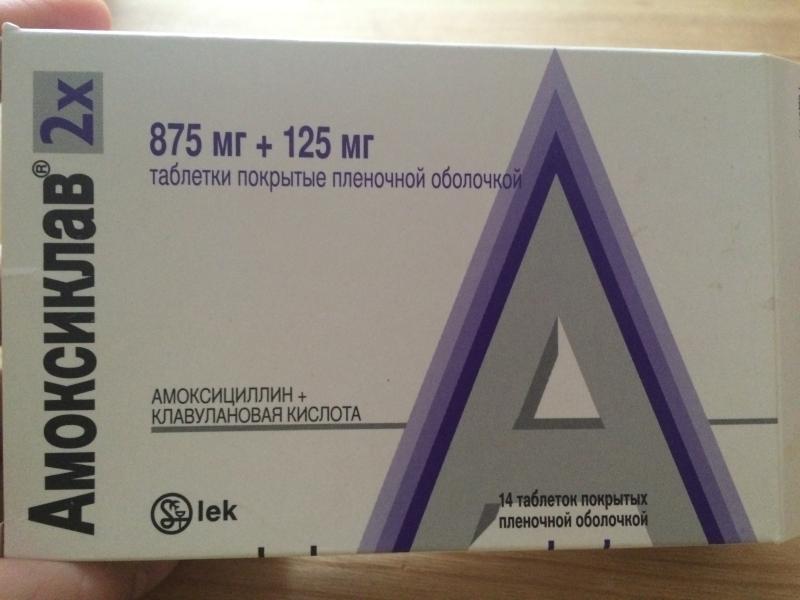 Амоксиклав® 2х
875 мг + 125 мг
таблетки покрытые пленочной оболочкой
АМОКСИЦИЛЛИН +
КЛАВУЛАНОВАЯ КИСЛОТА
lek
14 таблеток покрытых
пленочной оболочкой